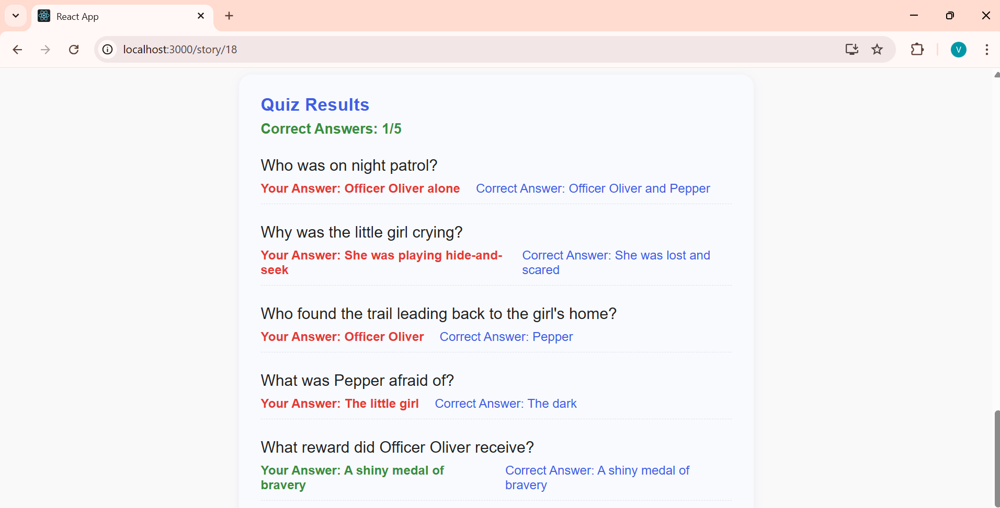 React App
localhost:3000/story/18
V
Quiz Results
Correct Answers: 1/5
Who was on night patrol?
Your Answer: Officer Oliver alone Correct Answer: Officer Oliver and Pepper
Why was the little girl crying?
Your Answer: She was playing hide-and-
seek
Correct Answer: She was lost and
scared
Who found the trail leading back to the girl's home?
Your Answer: Officer Oliver Correct Answer: Pepper
What was Pepper afraid of?
Your Answer: The little girl Correct Answer: The dark
What reward did Officer Oliver receive?
Your Answer: A shiny medal of
bravery
Correct Answer: A shiny medal of
bravery